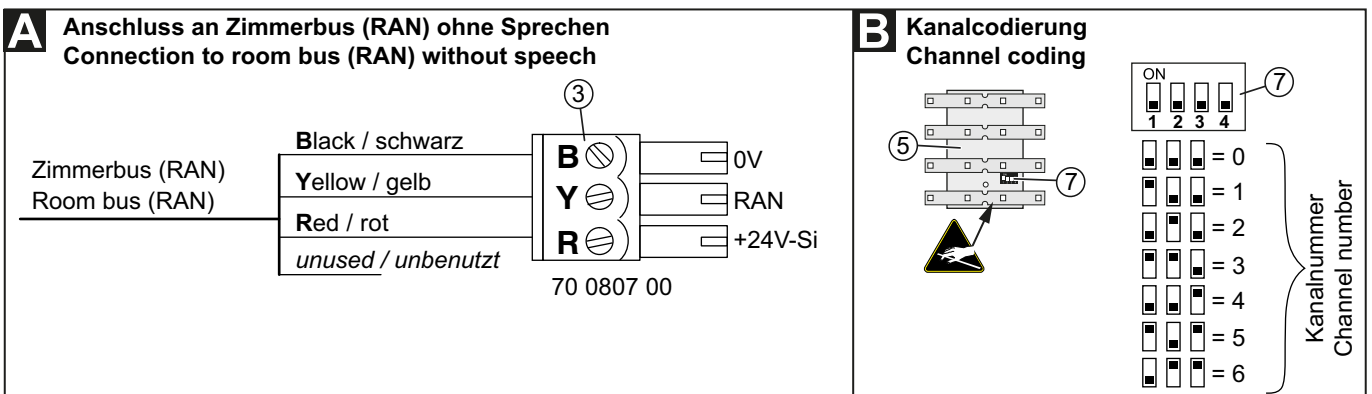 A
Anschluss an Zimmerbus (RAN) ohne Sprechen
Connection to room bus (RAN) without speech
3
Zimmerbus (RAN)
Room bus (RAN)
Black / schwarz
Yellow / gelb
Red / rot
unused / unbenutzt
B
Y
R
0V
RAN
+24V-Si
70 0807 00
B
Kanalcodierung
Channel coding
5
7
ON
1 2 3 4
7
= 0
= 1
= 2
= 3
= 4
= 5
= 6
Kanalnummer
Channel number